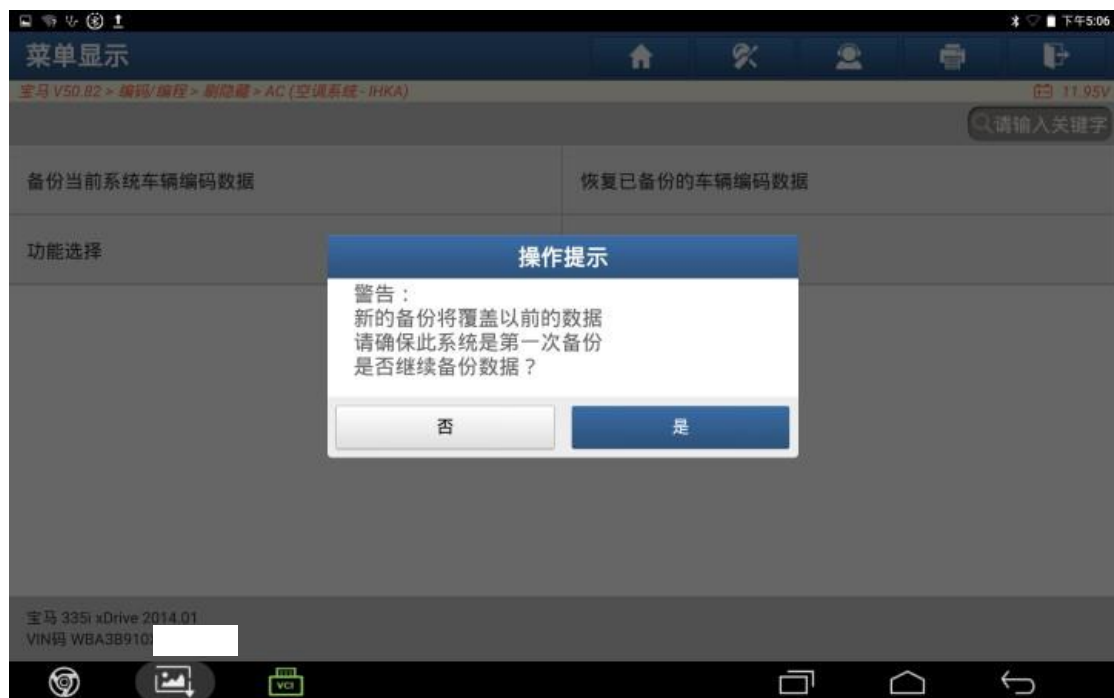 下午5:06
菜单显示
宝马 V50.82 > 编码/编程 > 刷隐藏 > AC (空调系统 - IHKA)
11.95V
请输入关键字
备份当前系统车辆编码数据
恢复已备份的车辆编码数据
功能选择
操作提示
警告：
新的备份将覆盖以前的数据
请确保此系统是第一次备份
是否继续备份数据？
否
是
宝马 335i xDrive 2014.01
VIN码 WBA3B9102
VCI